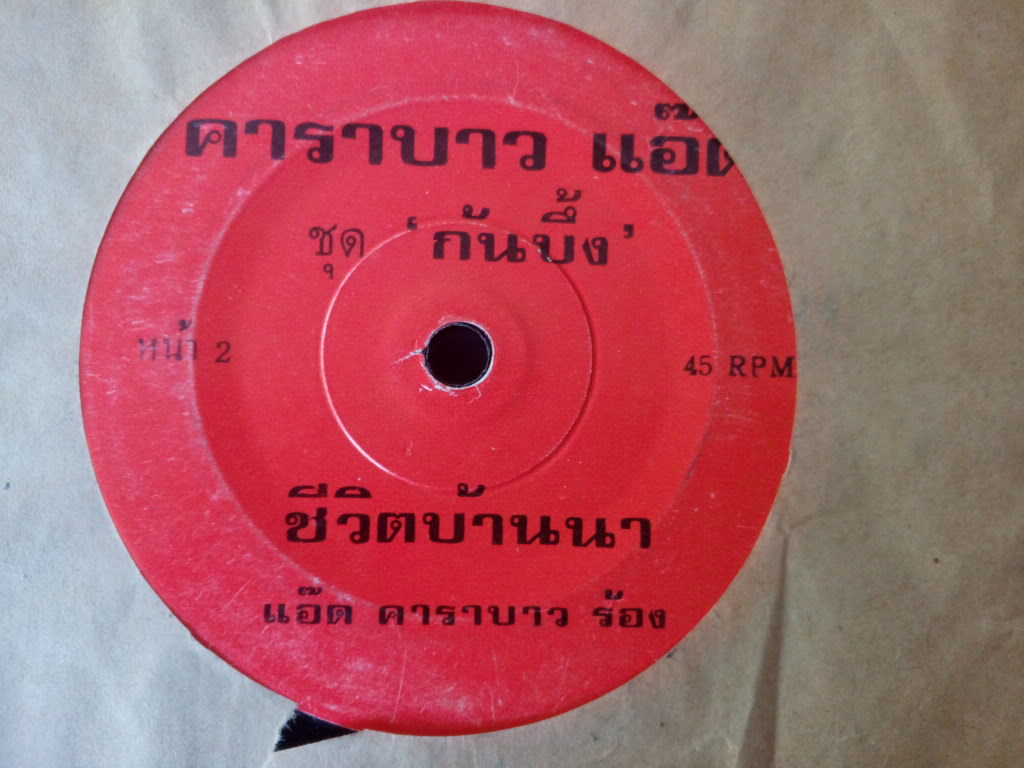 คาราบาว แอ๊ด
ชุด 'กัันบึ้ง'
หน้า 2
45 RPM
ชีวิตบ้านนา
แอ๊ด คาราบาว ร้อง